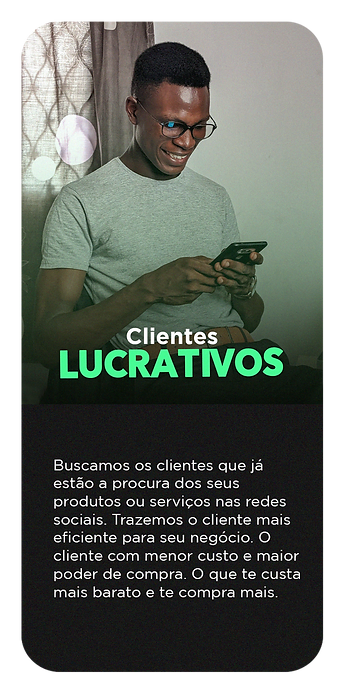 Clientes
LUCRATIVOS
Buscamos os clientes que já
estão a procura dos seus
produtos ou serviços nas redes
sociais. Trazemos o cliente mais
eficiente para seu negócio. O
cliente com menor custo e maior
poder de compra. O que te custa
mais barato e te compra mais.